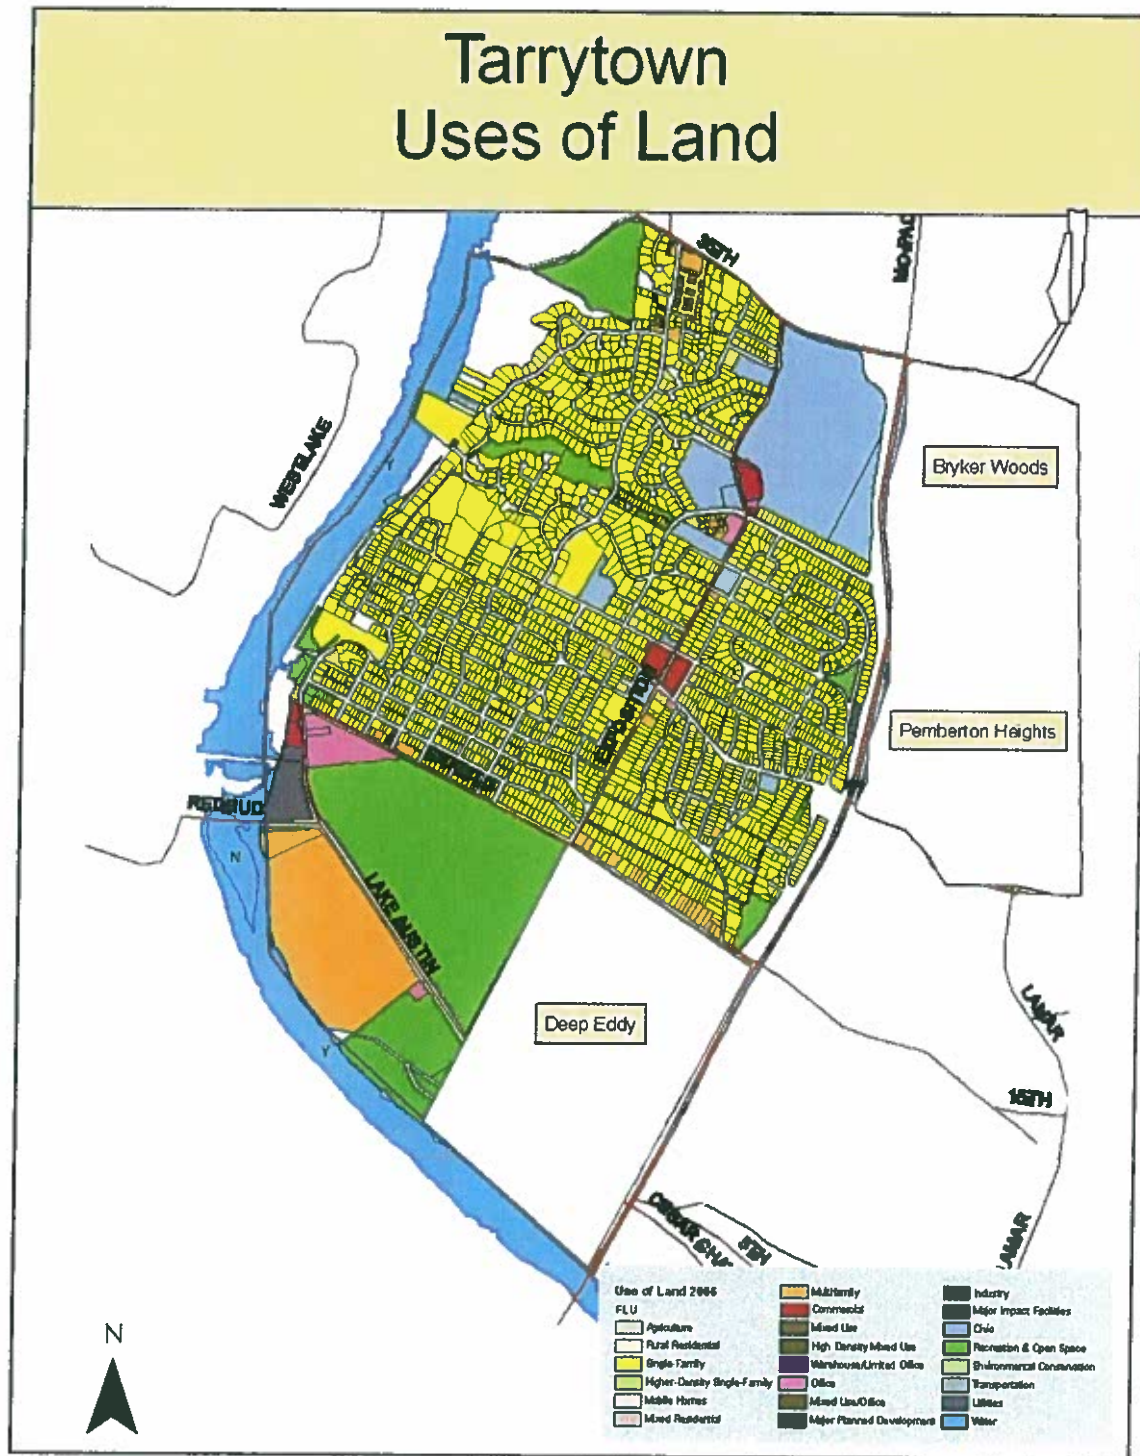 Tarrytown
Uses of Land
35TH
MOPAC
WESTLAKE
Y
Bryker Woods
Pemberton Heights
EXPOSITION
REDBUD
N
LAKE AUSTIN
Deep Eddy
Y
LAMAR
15TH
CESAR CHA
5TH
LAMAR
N
Use of Land 2006
FLU
Agriculture
Rural Residential
Single-Family
Higher-Density Single-Family
Mobile Homes
Mixed Residential
Multifamily
Commercial
Mixed Use
High Density Mixed Use
Warehouse/Limited Office
Office
Mixed Use/Office
Major Planned Development
Industry
Major Impact Facilities
Civic
Recreation & Open Space
Environmental Conservation
Transportation
Utilities
Water